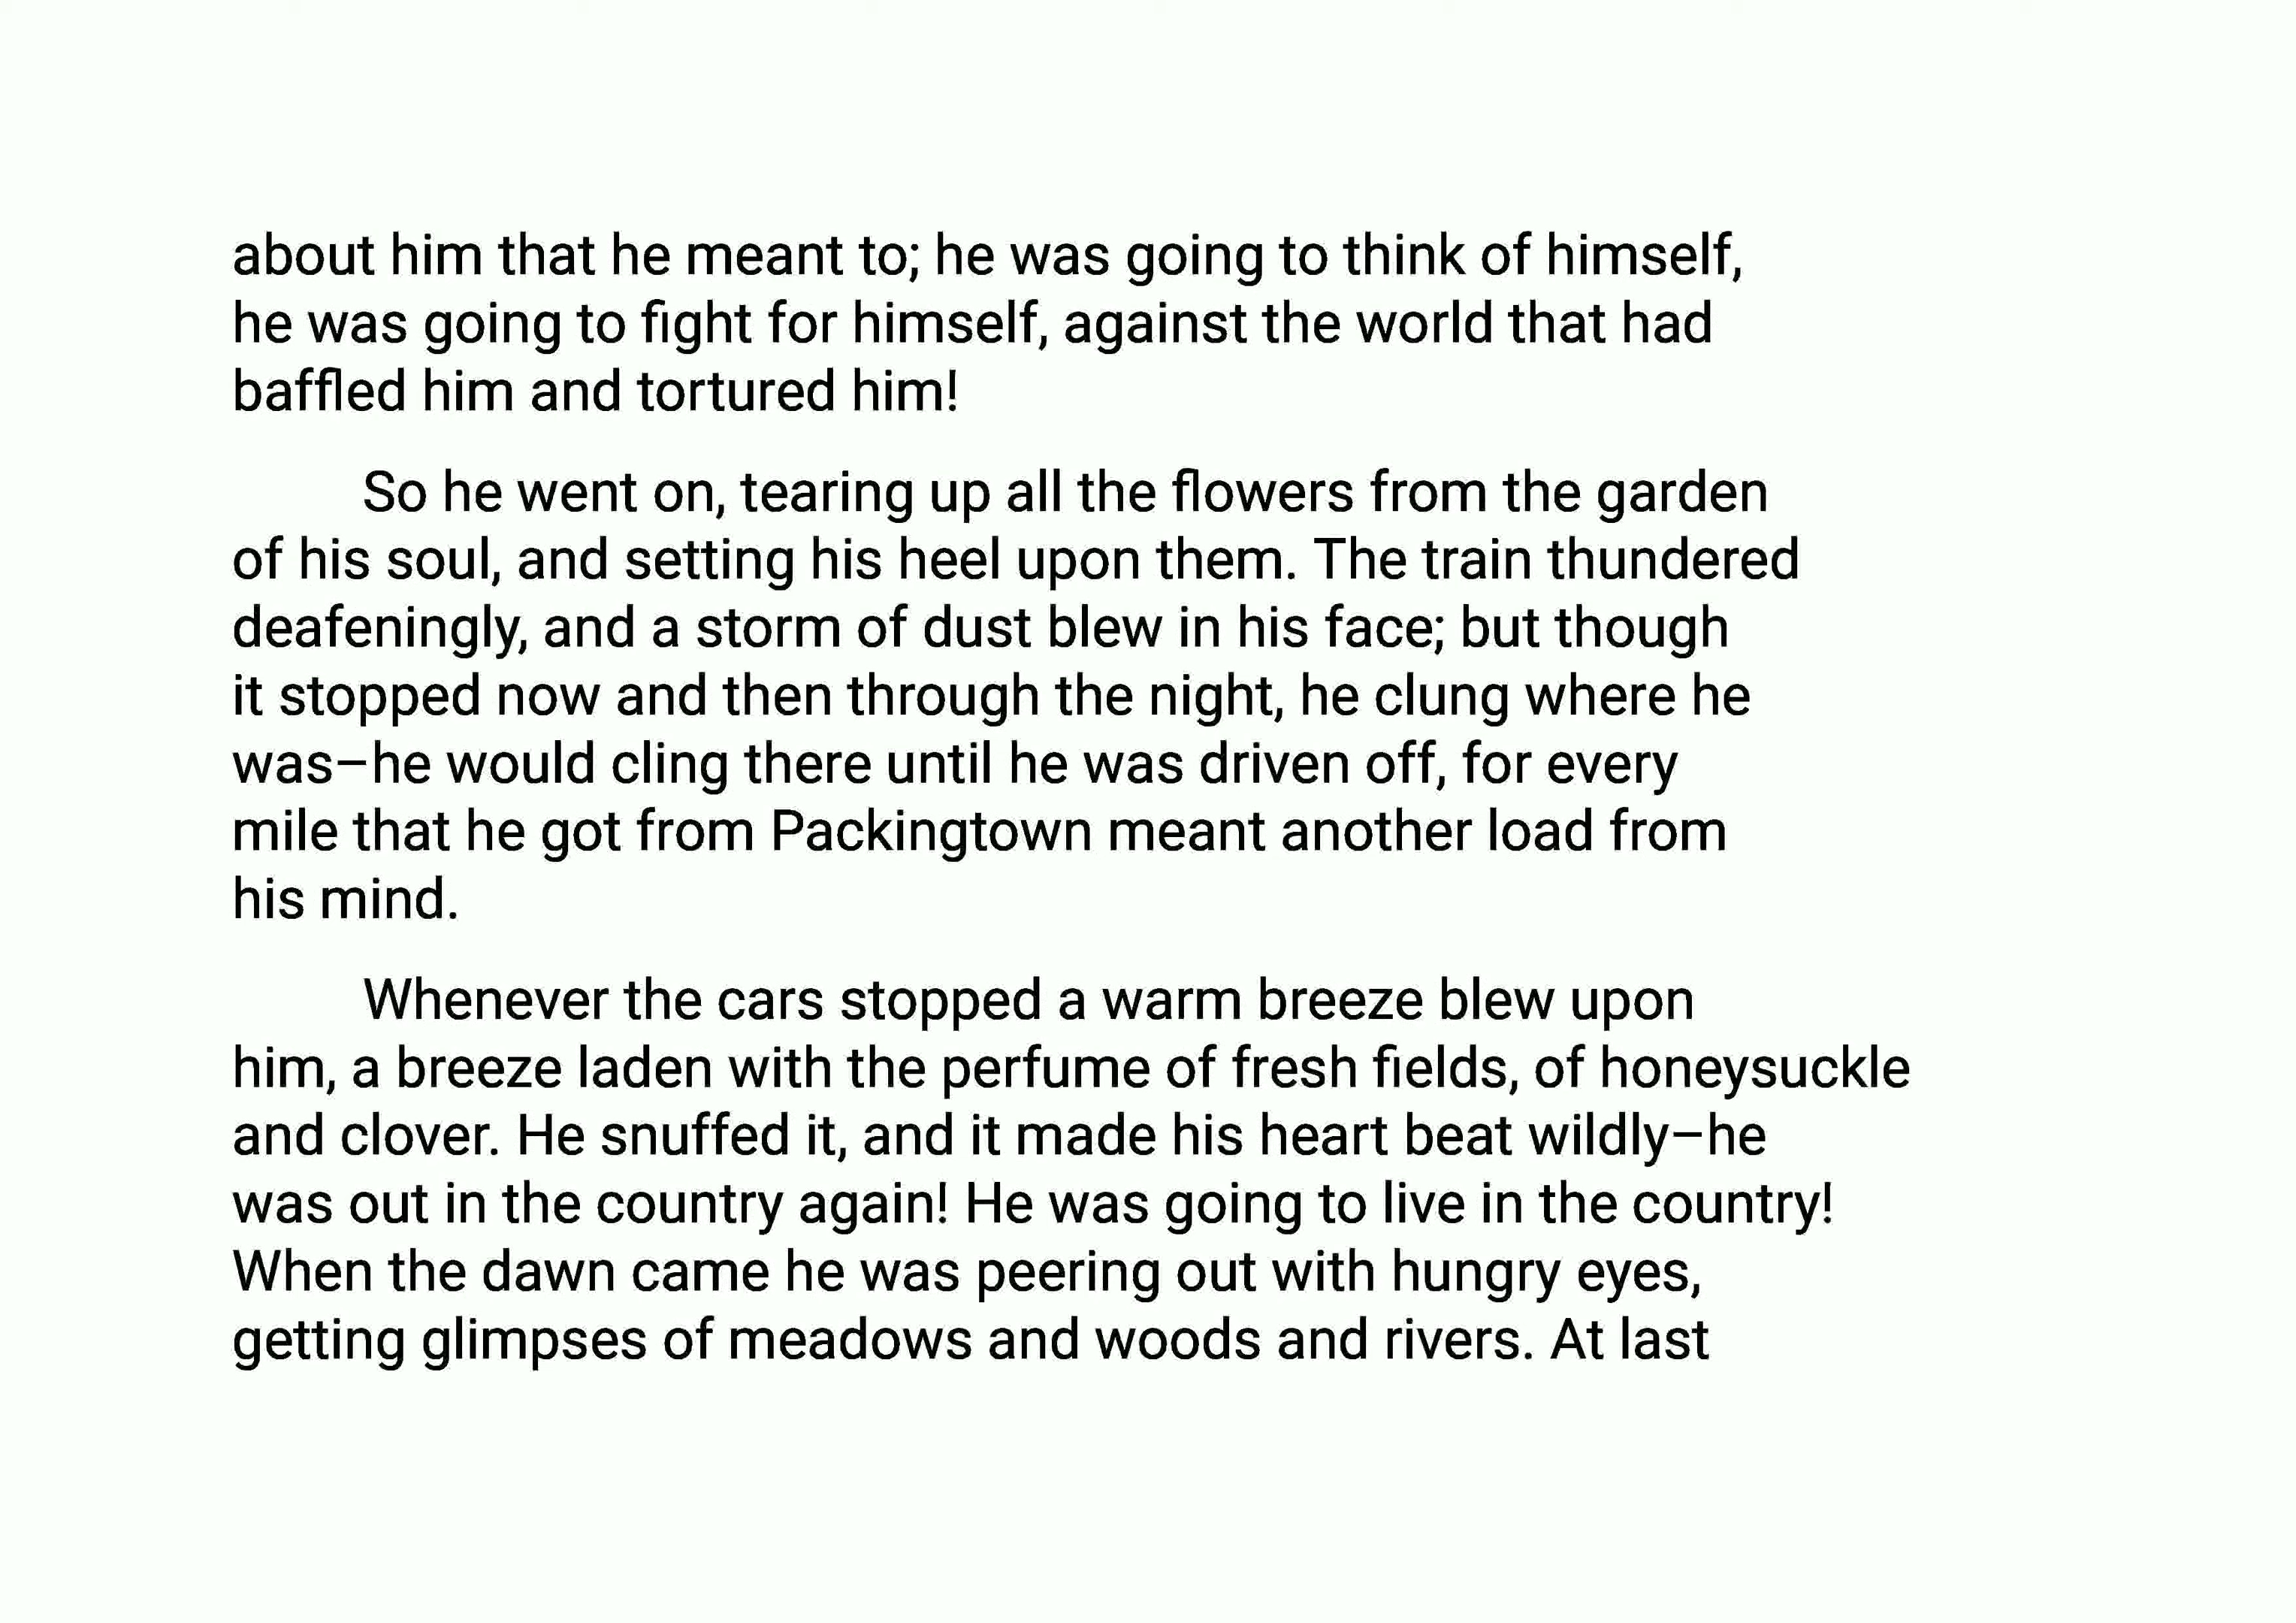 about him that he meant to; he was going to think of himself,
he was going to fight for himself, against the world that had
baffled him and tortured him!
So he went on, tearing up all the flowers from the garden
of his soul, and setting his heel upon them. The train thundered
deafeningly, and a storm of dust blew in his face; but though
it stopped now and then through the night, he clung where he
was–he would cling there until he was driven off, for every
mile that he got from Packingtown meant another load from
his mind.
Whenever the cars stopped a warm breeze blew upon
him, a breeze laden with the perfume of fresh fields, of honeysuckle
and clover. He snuffed it, and it made his heart beat wildly–he
was out in the country again! He was going to live in the country!
When the dawn came he was peering out with hungry eyes,
getting glimpses of meadows and woods and rivers. At last